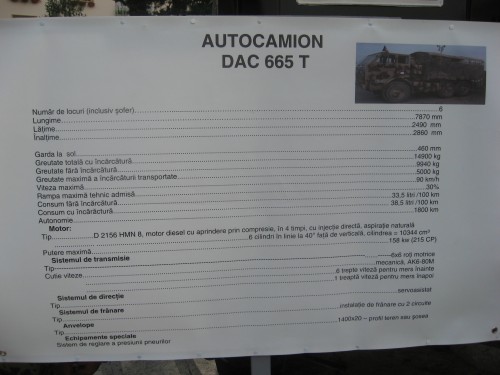 AUTOCAMION
DAC 665 T
Număr de locuri (inclusiv șofer)..........6
Lungime..........7870 mm
Lățime..........2490 mm
Înalțime..........2860 mm
Garda la sol..........460 mm
Greutate totală cu încărcătură..........14900 kg
Greutate fără încărcătură..........9940 kg
Greutate maximă a încărcăturii transportate..........5000 kg
Viteza maximă..........90 km/h
Rampa maximă tehnic admisă..........30%
Consum fără încărcătură..........33,5 litri /100 km
Consum cu încărăctură..........38,5 litri /100 km
Autonomie..........1800 km
Motor:
Tip..........D 2156 HMN 8, motor diesel cu aprindere prin compresie, în 4 timpi, cu injecție directă, aspirație naturală
..........6 cilindri în linie la 40° față de verticală, cilindrea = 10344 cm³
Putere maximă..........158 kw (215 CP)
Sistemul de transmisie
Tip..........6x6 roți motrice
Cutie viteze..........mecanică, AK6-80M
..........6 trepte viteză pentru mers înainte
..........1 treaptă viteză pentru mers înapoi
Sistemul de direcție
Tip..........servoasistat
Sistemul de frânare
Tip..........instalație de frânare cu 2 circuite
Anvelope
Tip..........1400x20 – profil teren sau șosea
Echipamente speciale
Sistem de reglare a presiunii pneurilor